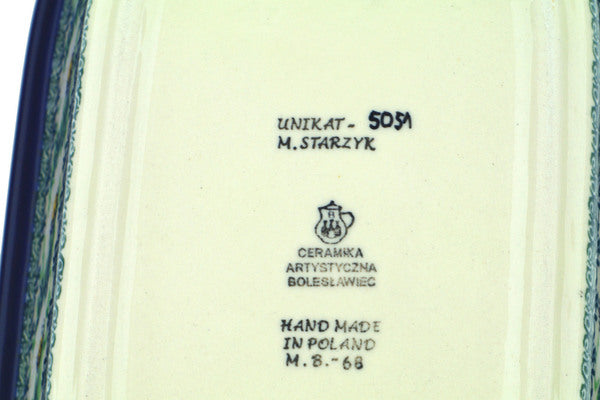 UNIKAT - 5051
M. STARZYK
CERAMIKA
ARTYSTYCZNA
BOLESŁAWIEC
HAND MADE
IN POLAND
M. B. - 68